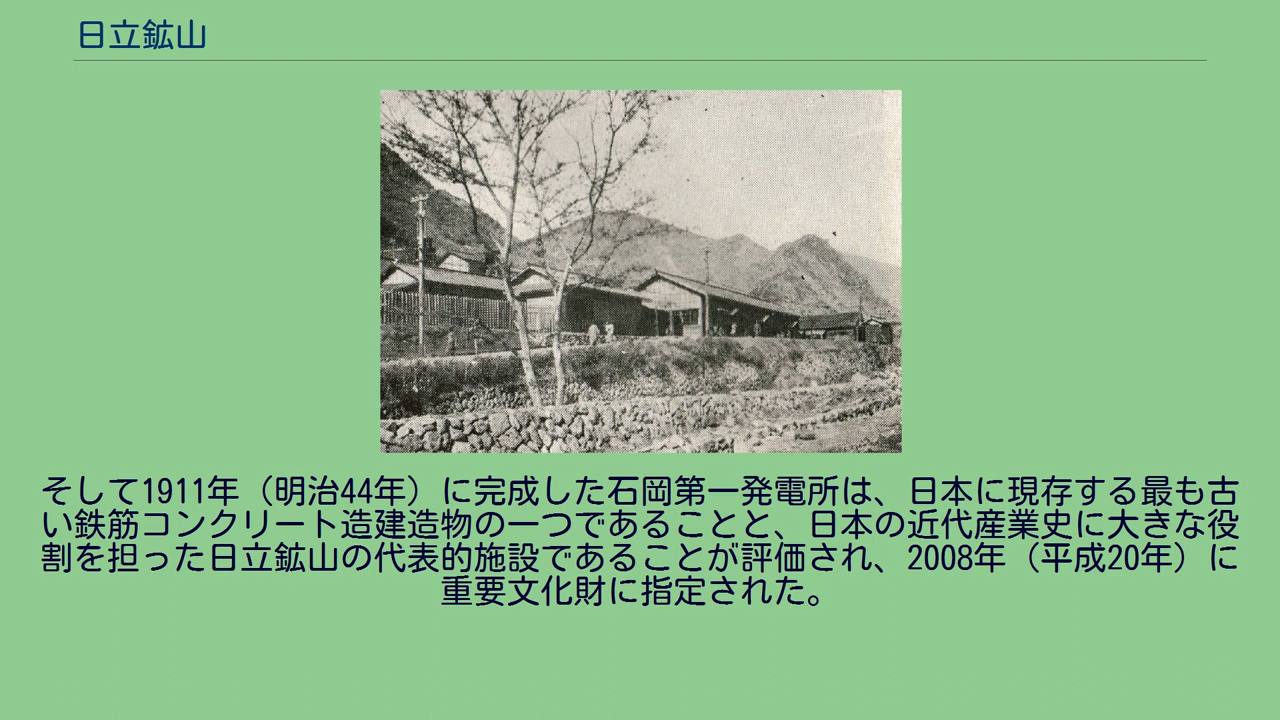 日立鉱山
そして1911年（明治44年）に完成した石岡第一発電所は、日本に現存する最も古
い鉄筋コンクリート造建造物の一つであることと、日本の近代産業史に大きな役
割を担った日立鉱山の代表的施設であることが評価され、2008年（平成20年）に
重要文化財に指定された。